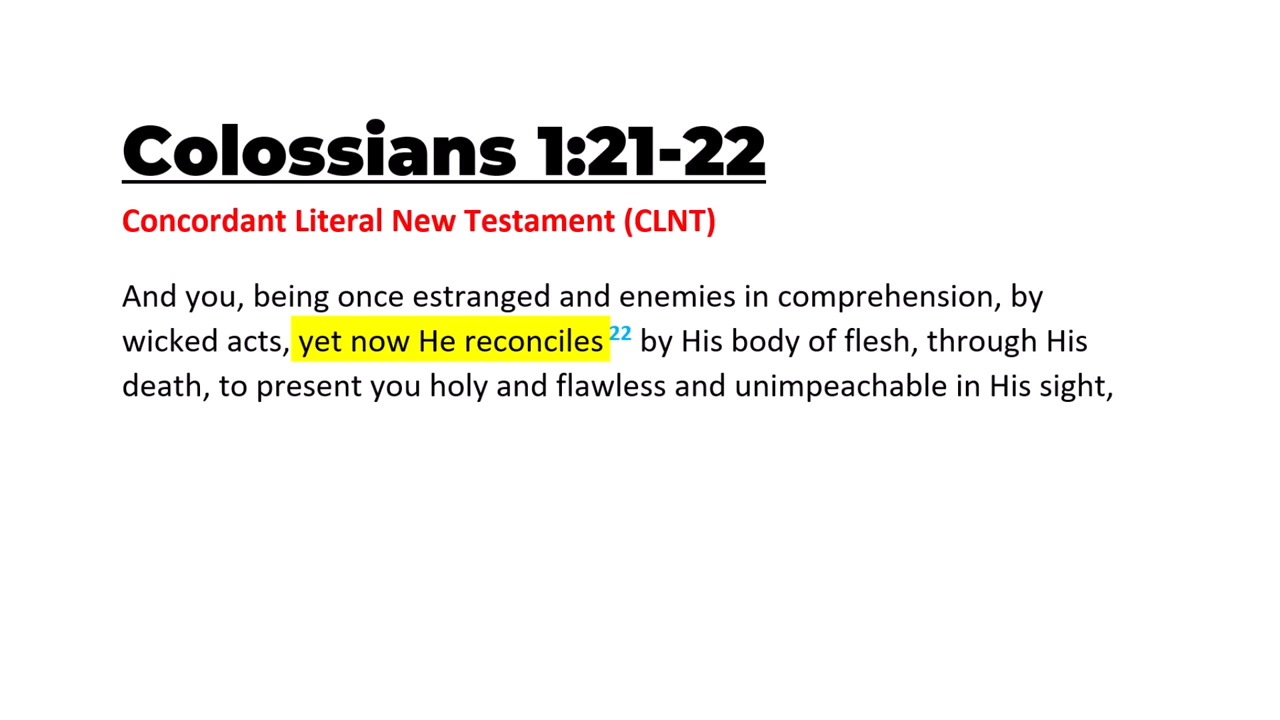 Colossians 1:21-22
Concordant Literal New Testament (CLNT)
And you, being once estranged and enemies in comprehension, by
wicked acts, yet now He reconciles 22 by His body of flesh, through His
death, to present you holy and flawless and unimpeachable in His sight,